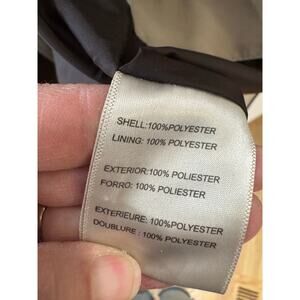 SHELL:100%POLYESTER
LINING: 100% POLYESTER
EXTERIOR:100% POLIESTER
FORRO: 100% POLIESTER
EXTERIEURE: 100%POLYESTER
DOUBLURE : 100% POLYESTER